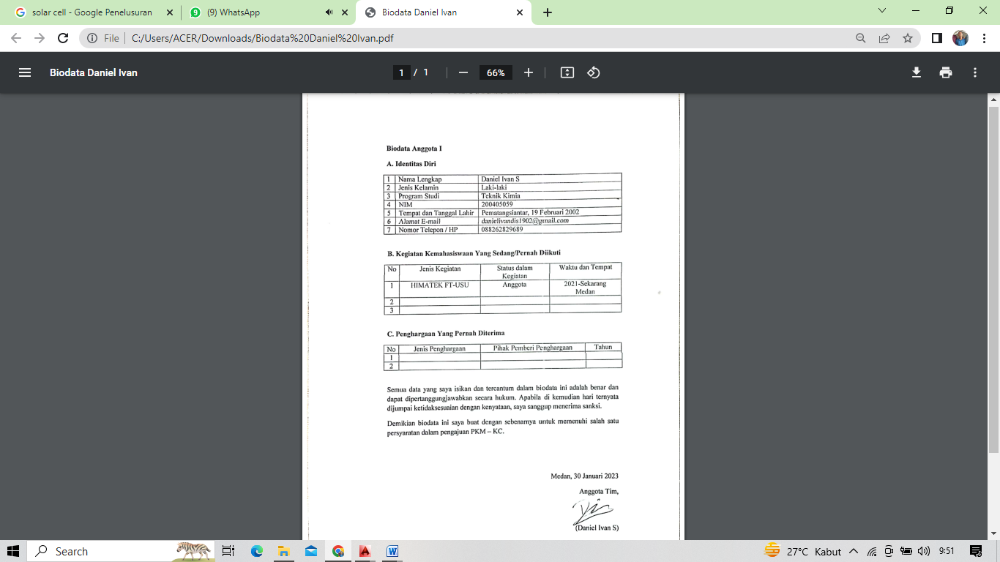 solar cell - Google Penelusuran
(9) WhatsApp
Biodata Daniel Ivan
File C:/Users/ACER/Downloads/Biodata%20Daniel%20Ivan.pdf
Biodata Daniel Ivan
1 / 1
66%
Biodata Anggota I
A. Identitas Diri
1 Nama Lengkap Daniel Ivan S
2 Jenis Kelamin Laki-laki
3 Program Studi Teknik Kimia
4 NIM 200405059
5 Tempat dan Tanggal Lahir Pematangsiantar, 19 Februari 2002
6 Alamat E-mail danielivandis1902@gmail.com
7 Nomor Telepon / HP 088262829689
B. Kegiatan Kemahasiswaan Yang Sedang/Pernah Diikuti
No Jenis Kegiatan Status dalam Kegiatan Waktu dan Tempat
1 HIMATEK FT-USU Anggota 2021-Sekarang Medan
2
3
C. Penghargaan Yang Pernah Diterima
No Jenis Penghargaan Pihak Pemberi Penghargaan Tahun
1
2
Semua data yang saya isikan dan tercantum dalam biodata ini adalah benar dan
dapat dipertanggungjawabkan secara hukum. Apabila di kemudian hari ternyata
dijumpai ketidaksesuaian dengan kenyataan, saya sanggup menerima sanksi.
Demikian biodata ini saya buat dengan sebenarnya untuk memenuhi salah satu
persyaratan dalam pengajuan PKM – KC.
Medan, 30 Januari 2023
Anggota Tim,
(Daniel Ivan S)
Search
27°C Kabut
9:51